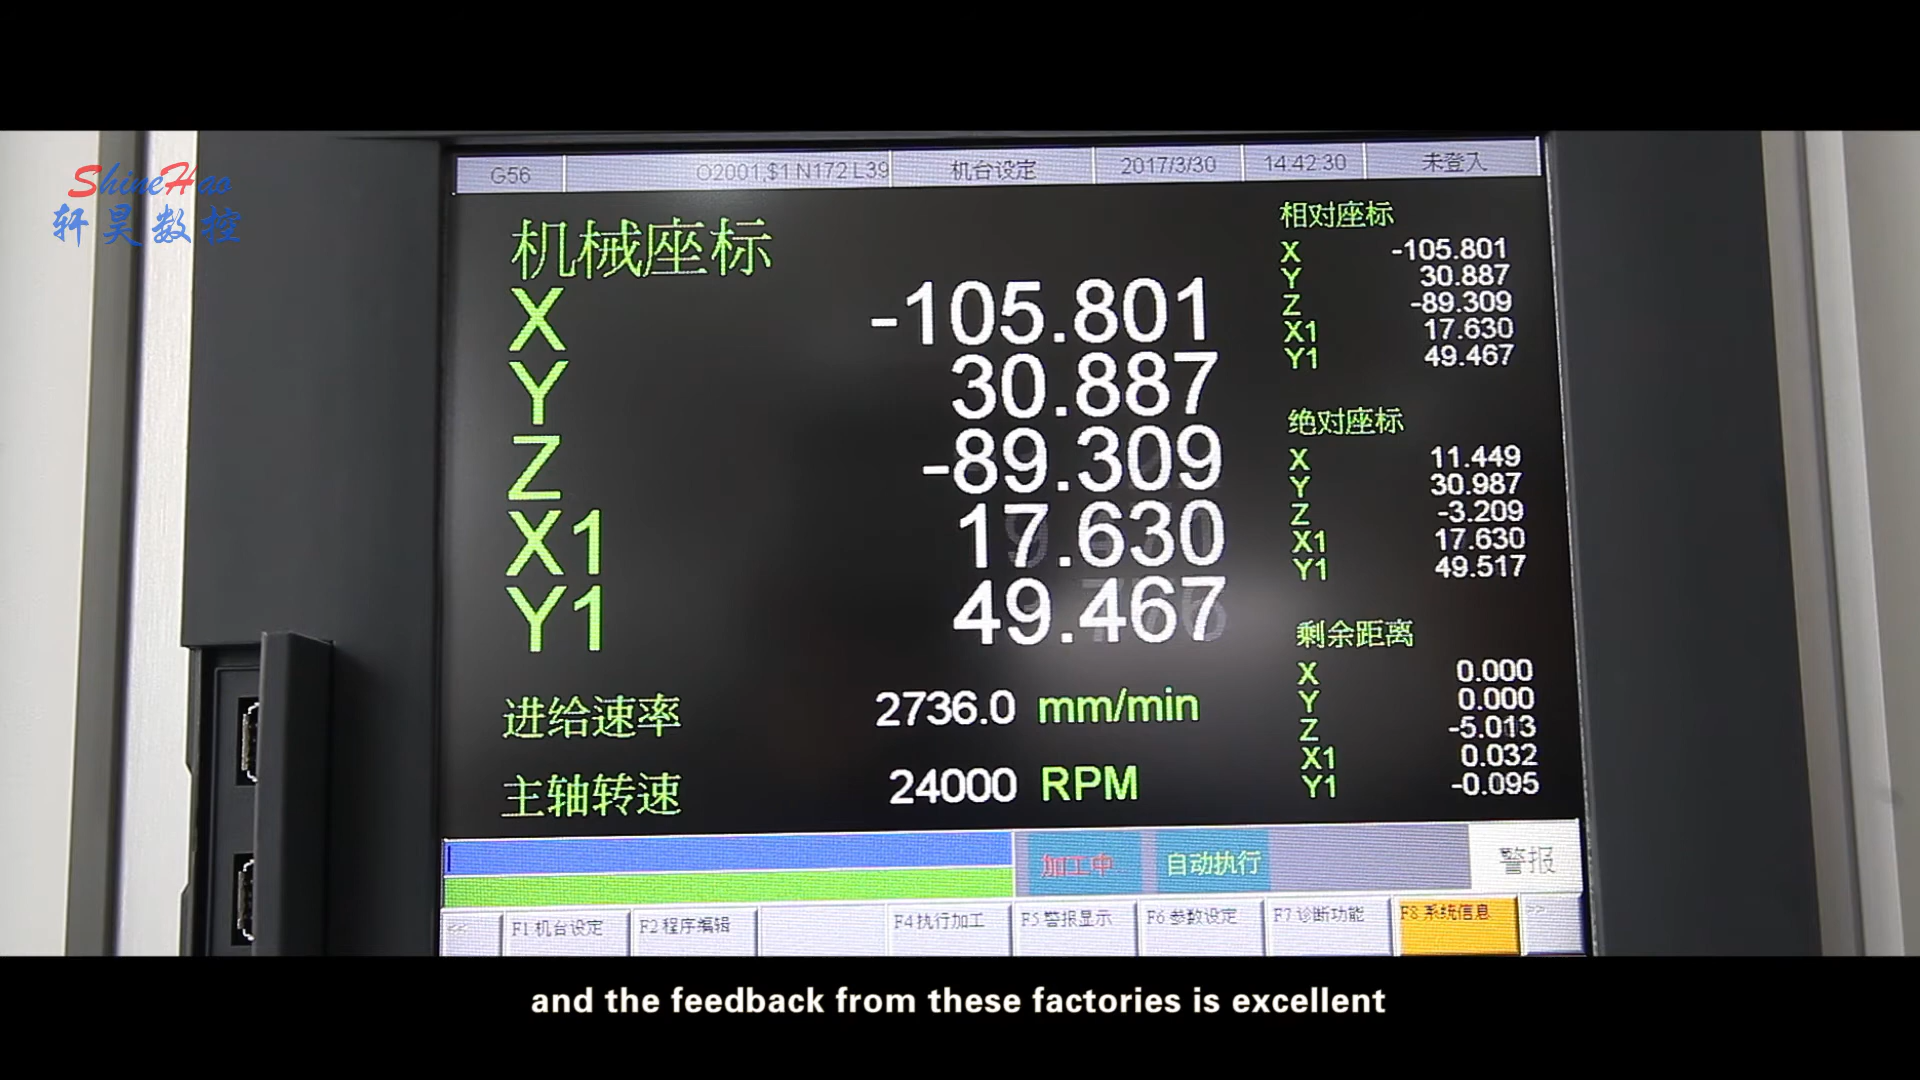 ShineHao
轩昊数控
G56 O2001,$1 N172 L39 机台设定 2017/3/30 14:42:30 未登入
机械座标
X -105.801
Y 30.887
Z -89.309
X1 17.630
Y1 49.467
进给速率 2736.0 mm/min
主轴转速 24000 RPM
相对座标
X -105.801
Y 30.887
Z -89.309
X1 17.630
Y1 49.467
绝对座标
X 11.449
Y 30.987
Z -3.209
X1 17.630
Y1 49.517
剩余距离
X 0.000
Y 0.000
Z -5.013
X1 0.032
Y1 -0.095
加工中 自动执行 警报
<< F1 机台设定 F2 程序编辑 F4 执行加工 F5 警报显示 F6 参数设定 F7 诊断功能 F8 系统信息 >>
and the feedback from these factories is excellent